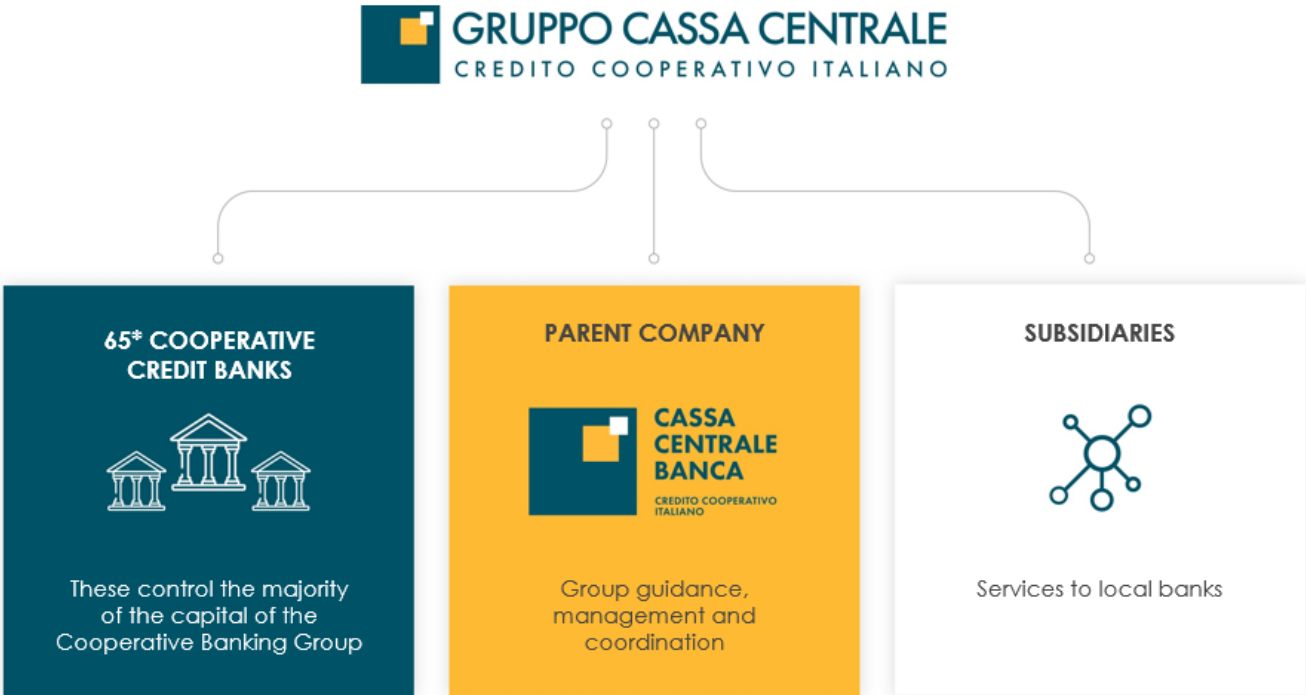 GRUPPO CASSA CENTRALE
CREDITO COOPERATIVO ITALIANO
65* COOPERATIVE
CREDIT BANKS
These control the majority
of the capital of the
Cooperative Banking Group
PARENT COMPANY
CASSA
CENTRALE
BANCA
CREDITO COOPERATIVO
ITALIANO
Group guidance,
management and
coordination
SUBSIDIARIES
Services to local banks